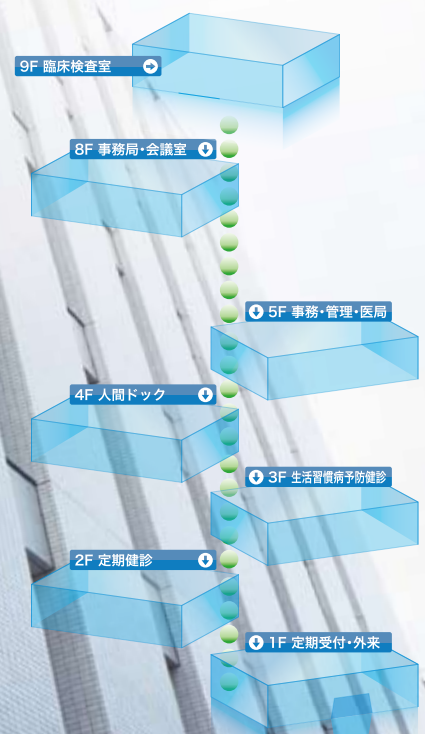 9F 臨床検査室
8F 事務局・会議室
5F 事務・管理・医局
4F 人間ドック
3F 生活習慣病予防健診
2F 定期健診
1F 定期受付・外来